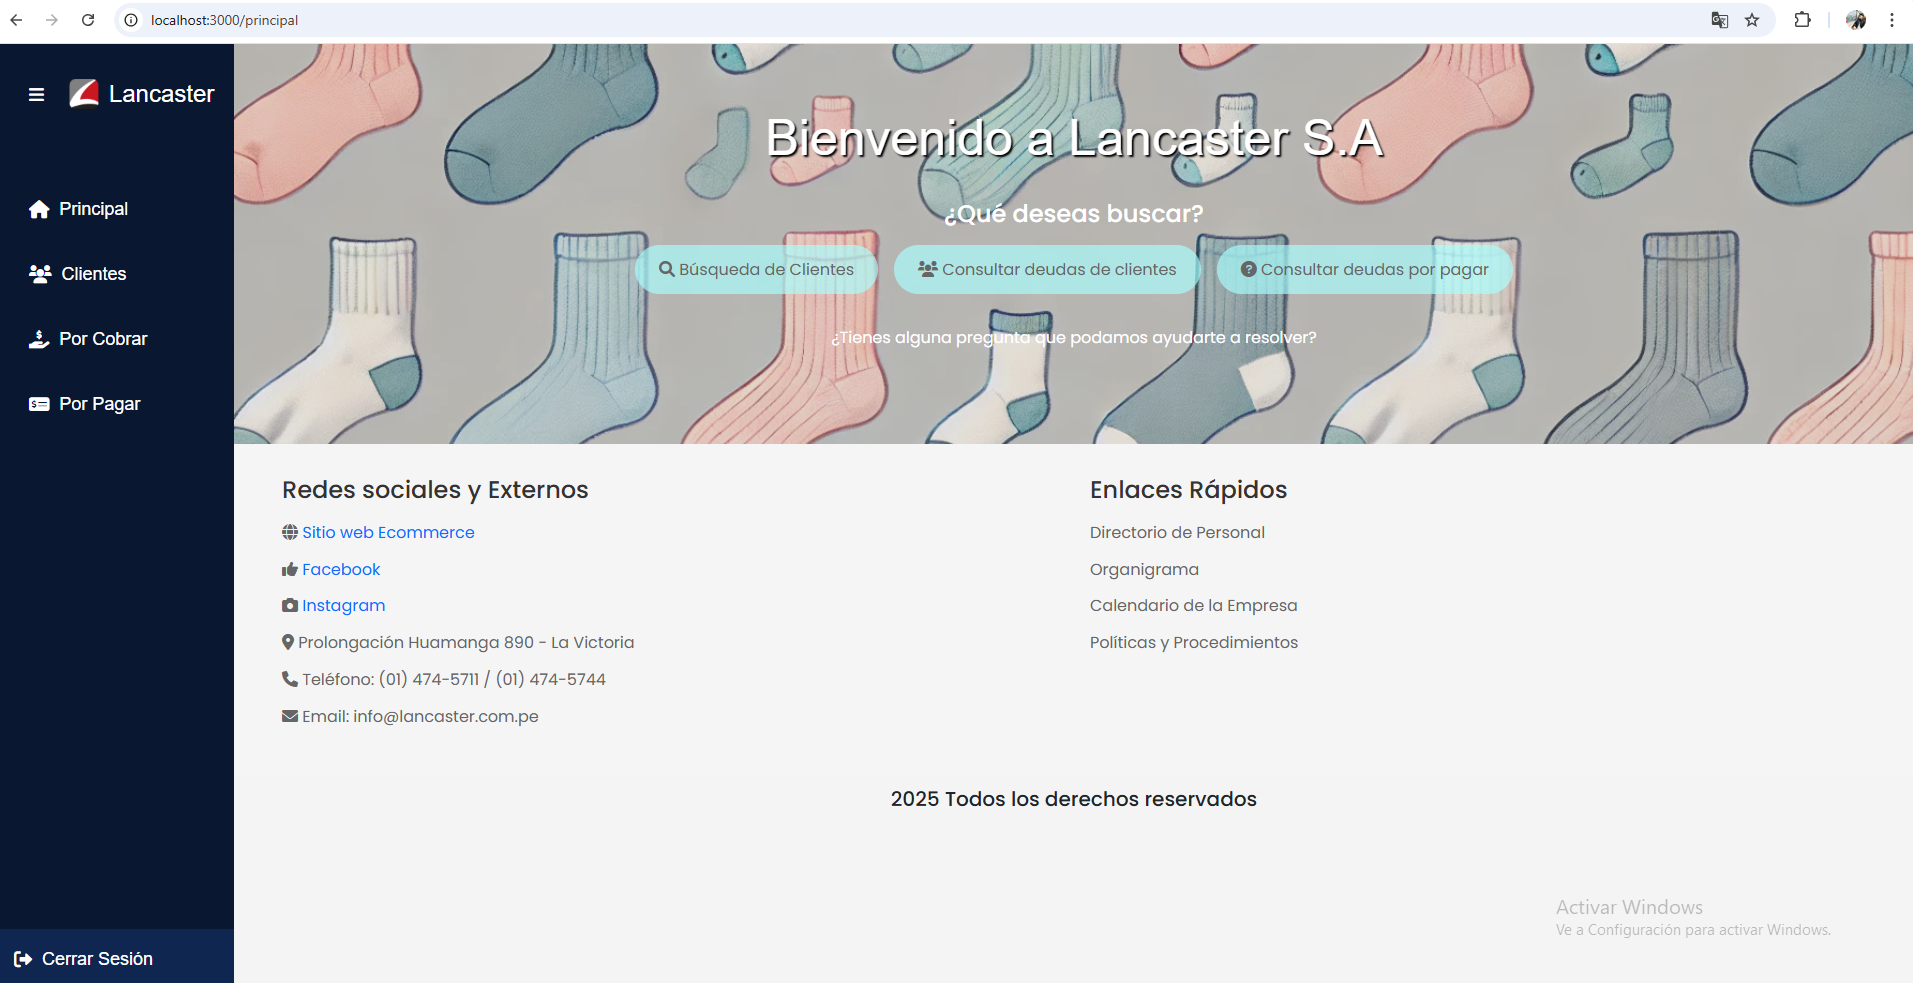 localhost:3000/principal
Lancaster
Principal
Clientes
Por Cobrar
Por Pagar
Cerrar Sesión
Bienvenido a Lancaster S.A
¿Qué deseas buscar?
Búsqueda de Clientes
Consultar deudas de clientes
Consultar deudas por pagar
¿Tienes alguna pregunta que podamos ayudarte a resolver?
Redes sociales y Externos
Sitio web Ecommerce
Facebook
Instagram
Prolongación Huamanga 890 - La Victoria
Teléfono: (01) 474-5711 / (01) 474-5744
Email: info@lancaster.com.pe
Enlaces Rápidos
Directorio de Personal
Organigrama
Calendario de la Empresa
Políticas y Procedimientos
2025 Todos los derechos reservados
Activar Windows
Ve a Configuración para activar Windows.